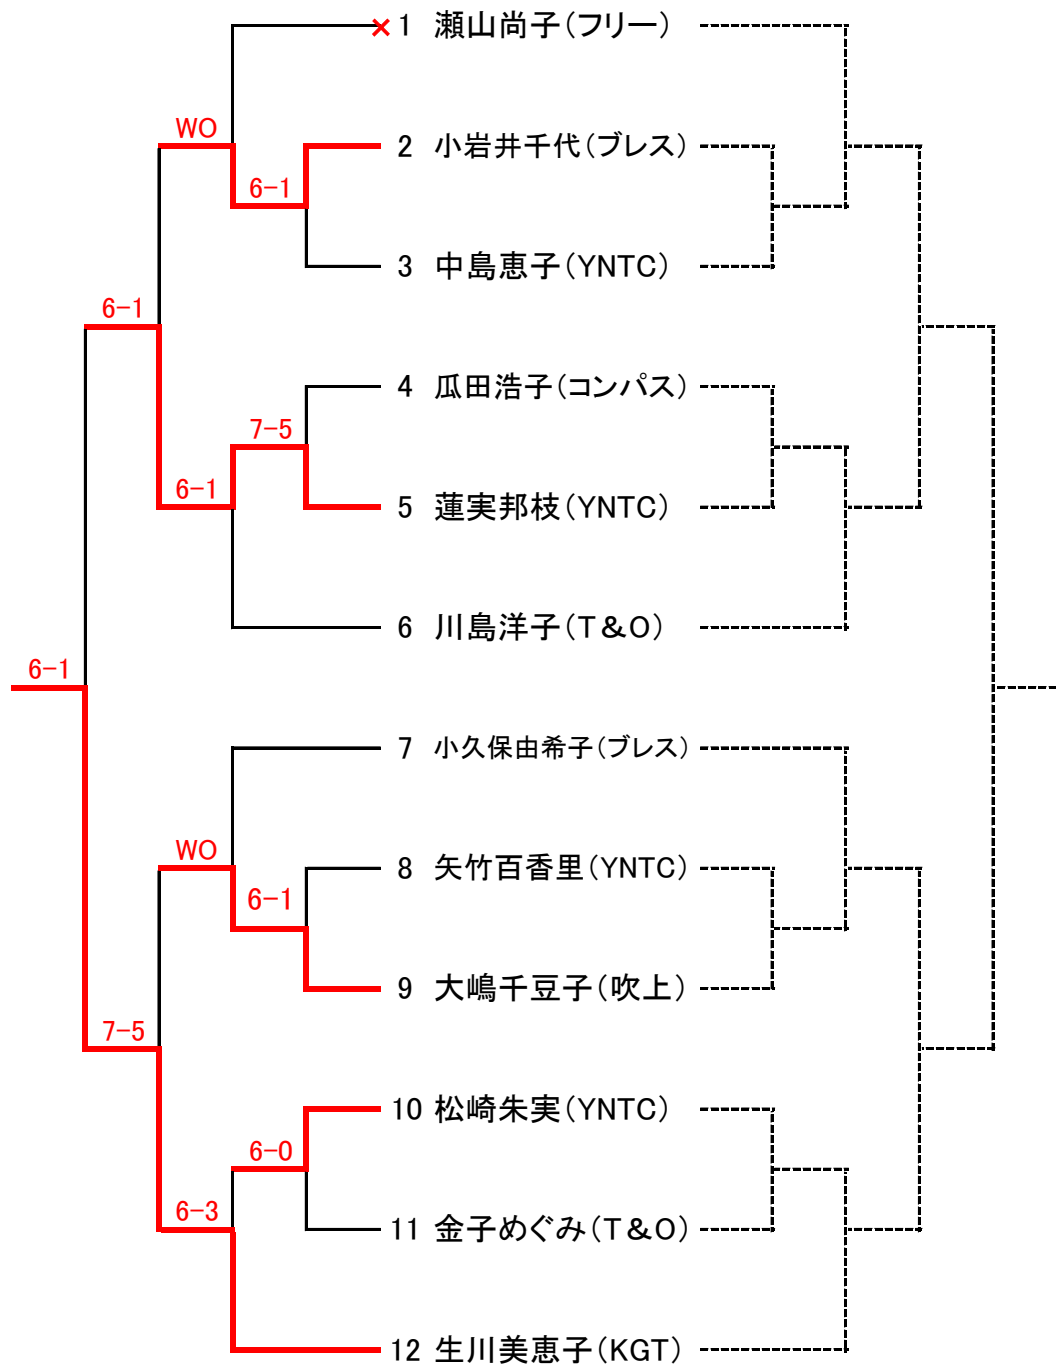 × 1 瀬山尚子(フリー)
WO
2 小岩井千代(ブレス)
6-1
3 中島恵子(YNTC)
6-1
4 瓜田浩子(コンパス)
7-5
6-1
5 蓮実邦枝(YNTC)
6 川島洋子(T&O)
6-1
7 小久保由希子(ブレス)
WO
8 矢竹百香里(YNTC)
6-1
9 大嶋千豆子(吹上)
7-5
10 松崎朱実(YNTC)
6-0
6-3
11 金子めぐみ(T&O)
12 生川美恵子(KGT)